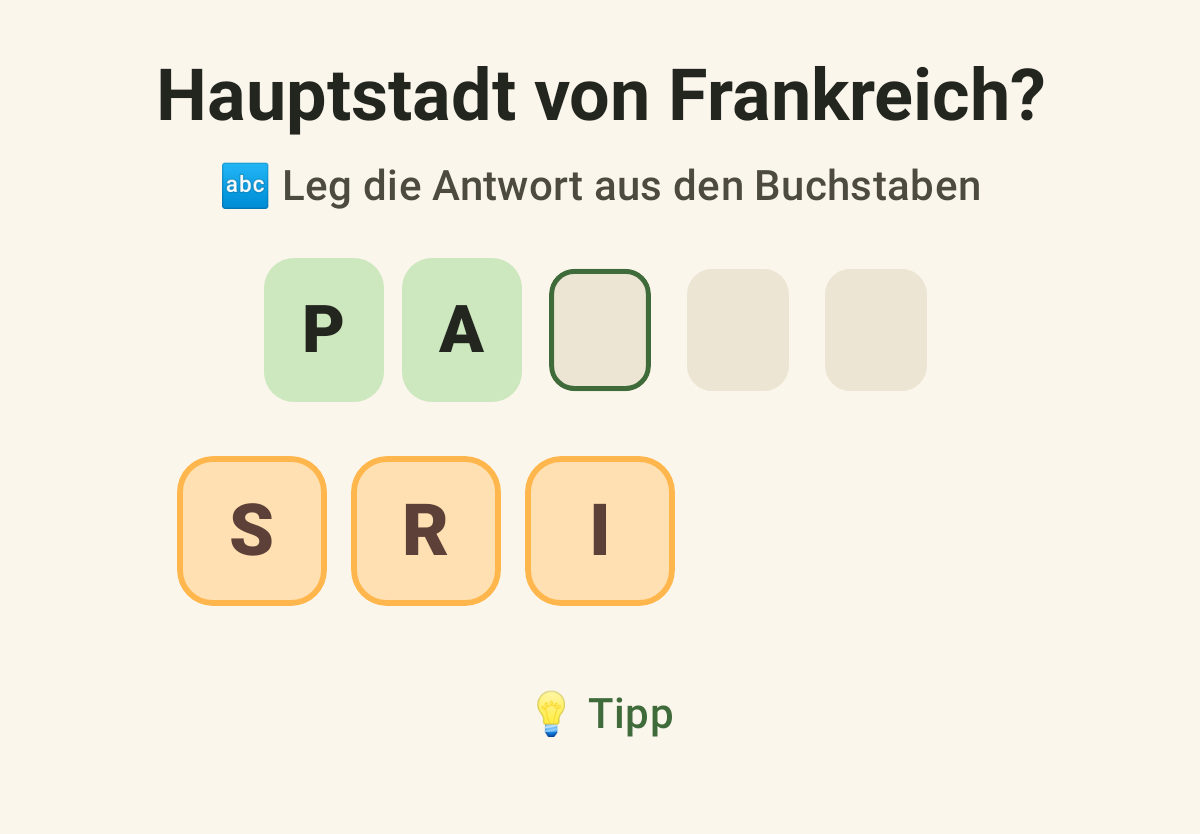 Hauptstadt von Frankreich?
🔤 Leg die Antwort aus den Buchstaben
P A
S R I
💡 Tipp